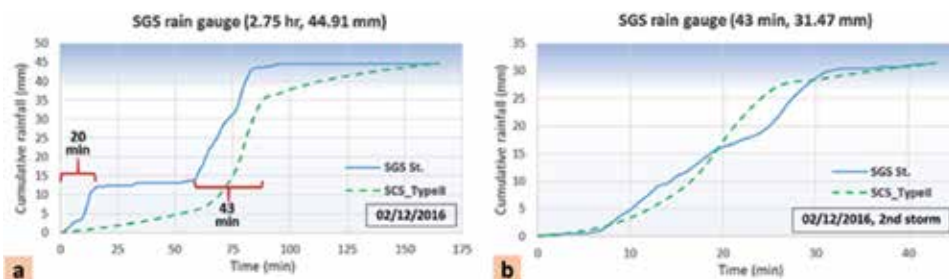 SGS rain gauge (2.75 hr, 44.91 mm)
50
45
40
35
30
25
20
15
10
5
0
Cumulative rainfall (mm)
20
min
43
min
SGS St.
SCS_TypeII
02/12/2016
0 25 50 75 100 125 150 175
Time (min)
a
SGS rain gauge (43 min, 31.47 mm)
35
30
25
20
15
10
5
0
Cumulative rainfall (mm)
SGS St.
SCS_TypeII
02/12/2016, 2nd storm
0 10 20 30 40
Time (min)
b